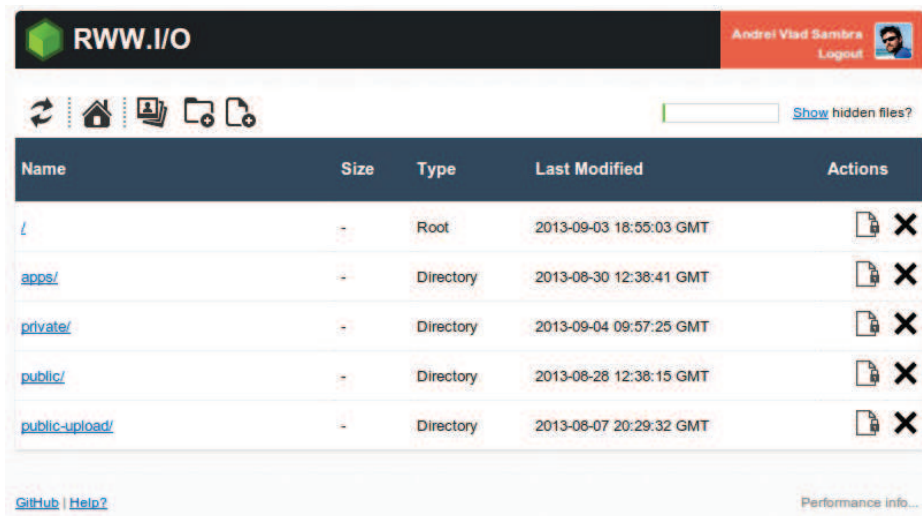 RWW.I/O
Andrei Vlad Sambra
Logout
Show hidden files?
Name Size Type Last Modified Actions
/ - Root 2013-09-03 18:55:03 GMT
apps/ - Directory 2013-08-30 12:38:41 GMT
private/ - Directory 2013-09-04 09:57:25 GMT
public/ - Directory 2013-08-28 12:38:15 GMT
public-upload/ - Directory 2013-08-07 20:29:32 GMT
GitHub | Help? Performance info...